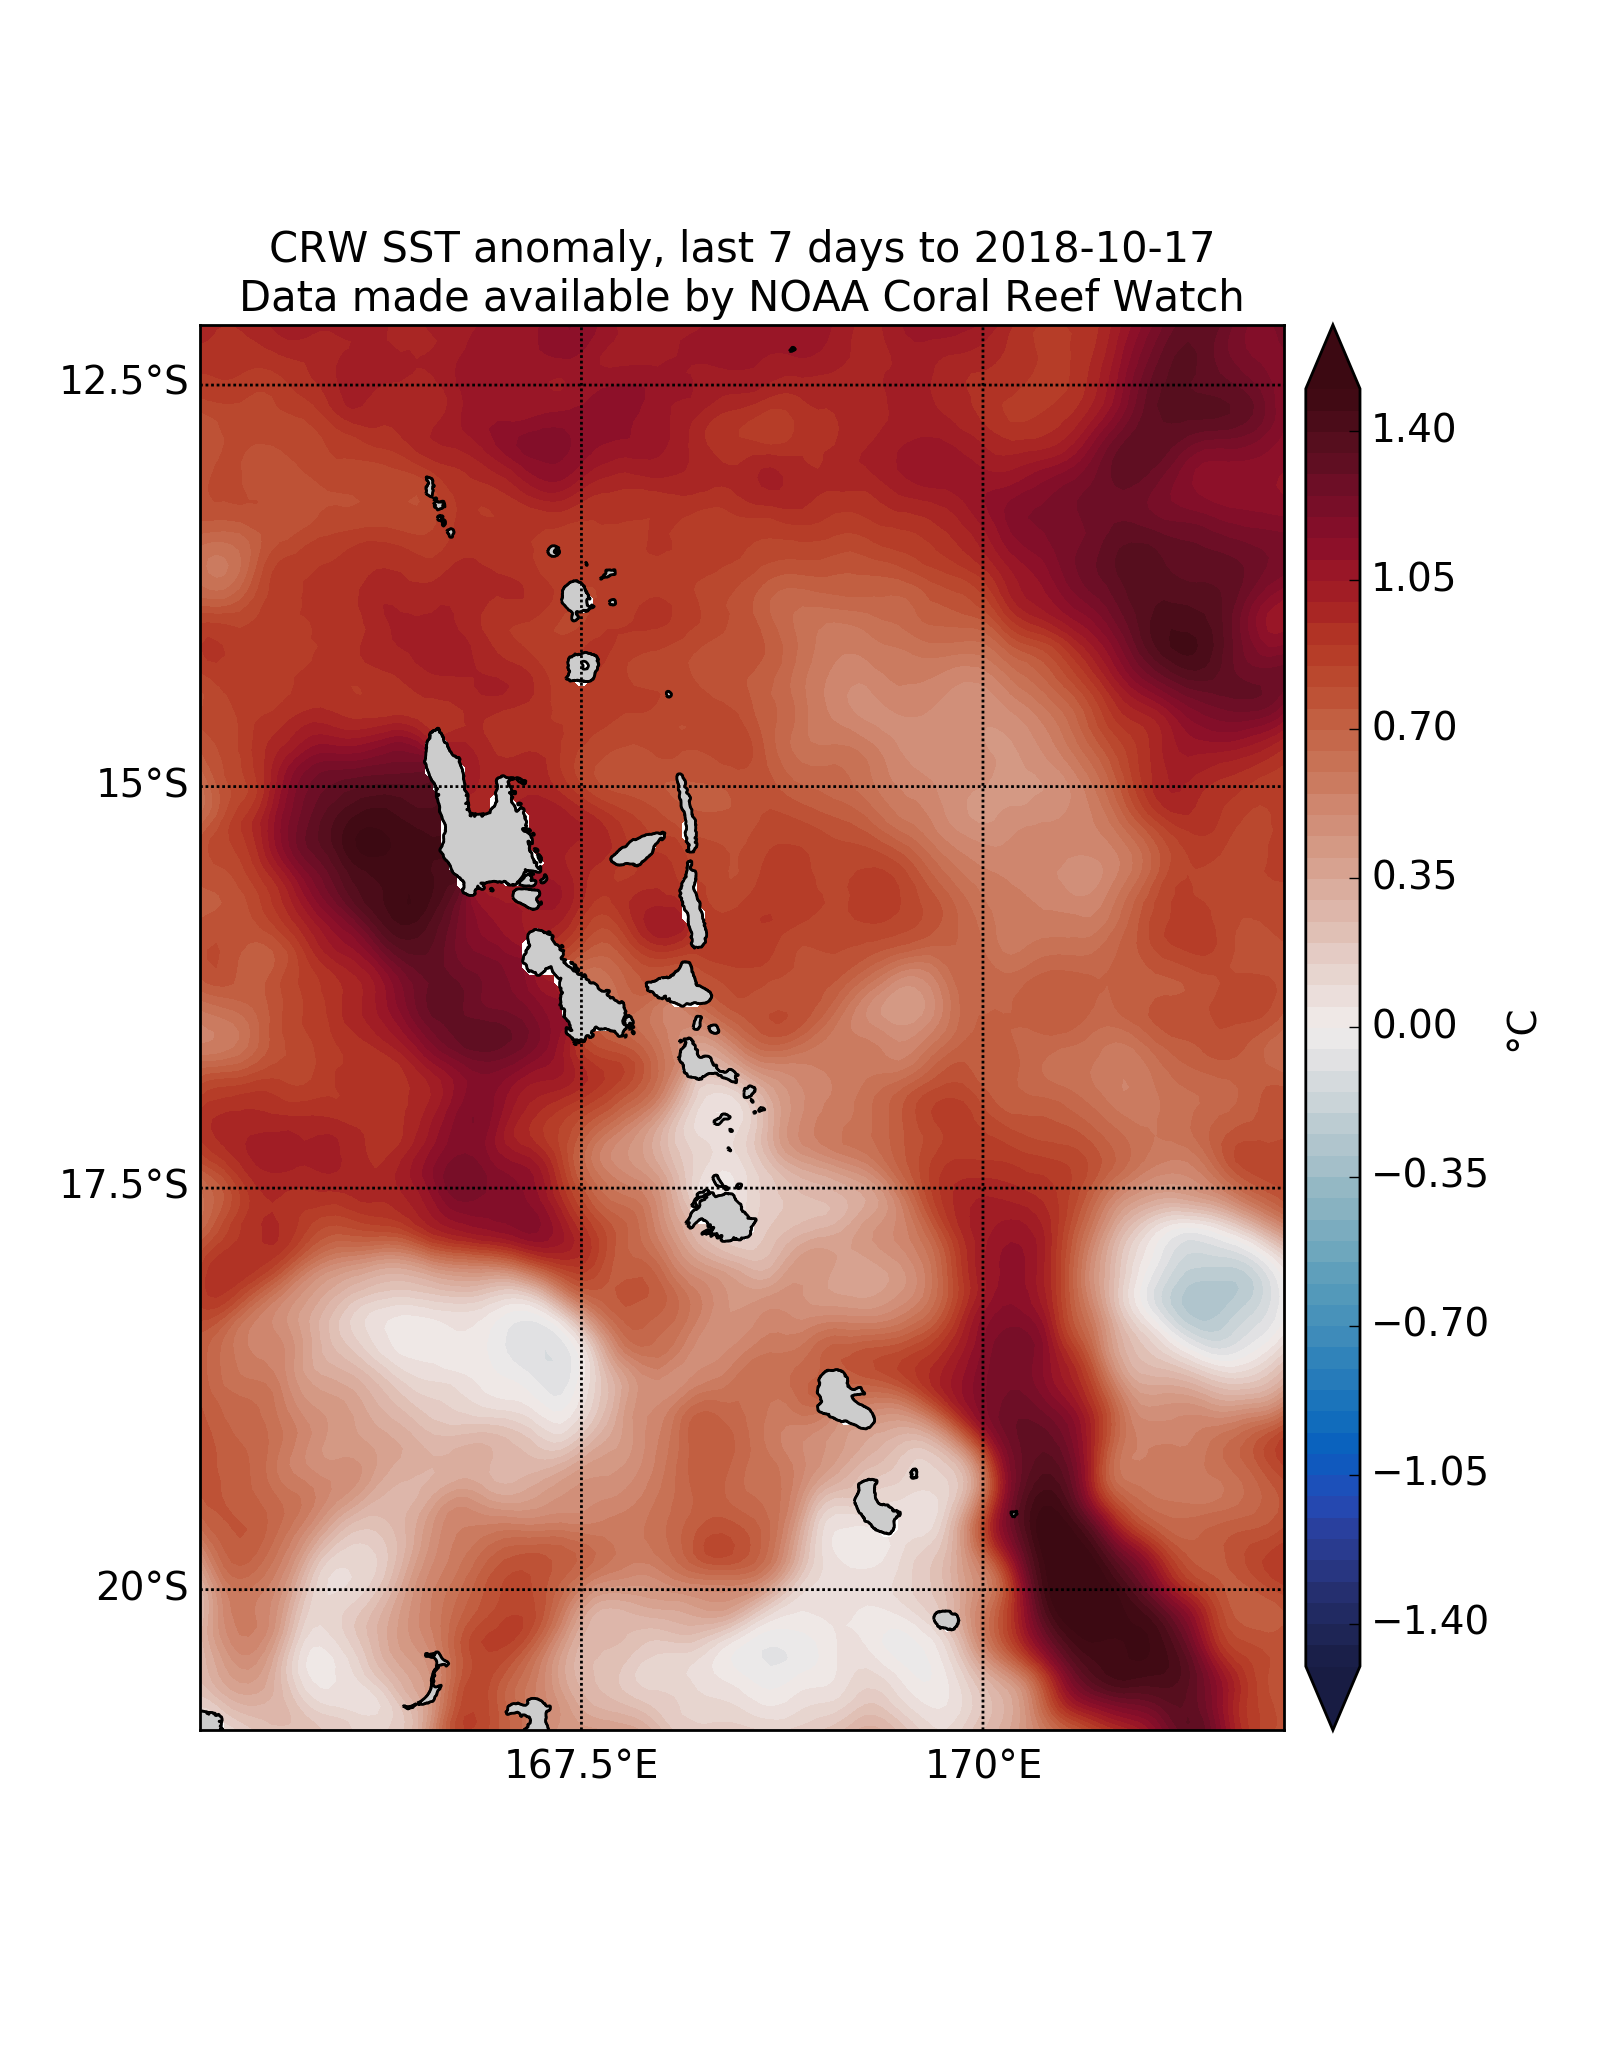 CRW SST anomaly, last 7 days to 2018-10-17
Data made available by NOAA Coral Reef Watch
12.5°S
15°S
17.5°S
20°S
167.5°E
170°E
1.40
1.05
0.70
0.35
0.00
−0.35
−0.70
−1.05
−1.40
°C